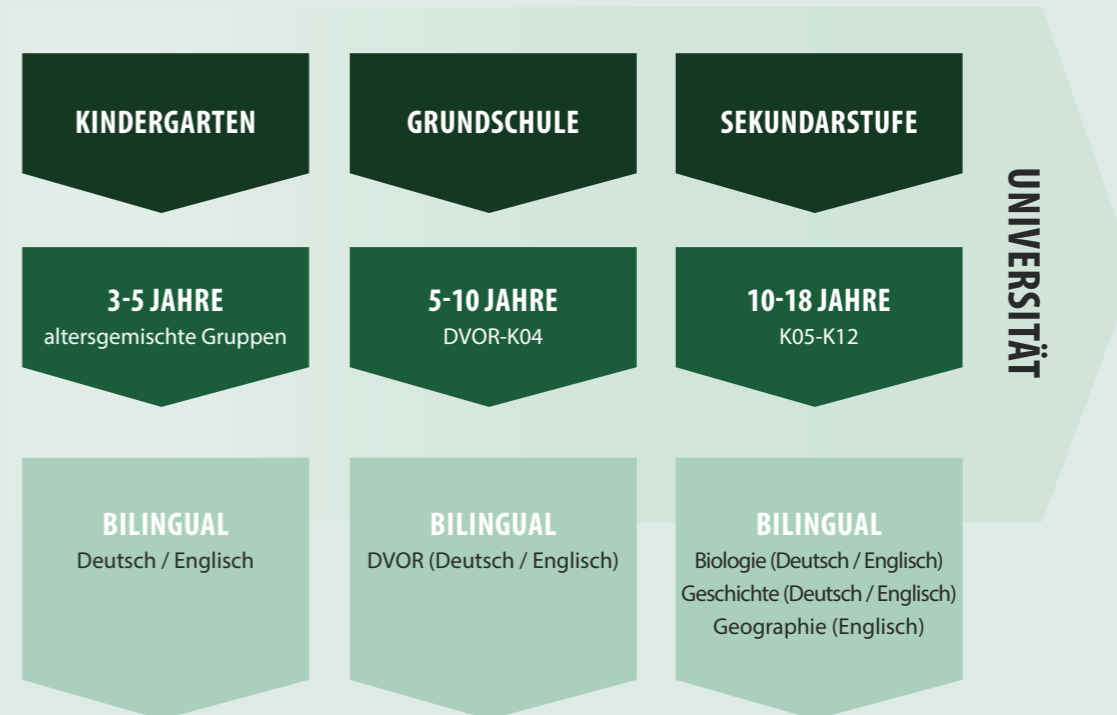 KINDERGARTEN
3-5 JAHRE
altersgemischte Gruppen
BILINGUAL
Deutsch / Englisch
GRUNDSCHULE
5-10 JAHRE
DVOR-K04
BILINGUAL
DVOR (Deutsch / Englisch)
SEKUNDARSTUFE
10-18 JAHRE
K05-K12
BILINGUAL
Biologie (Deutsch / Englisch)
Geschichte (Deutsch / Englisch)
Geographie (Englisch)
UNIVERSITÄT